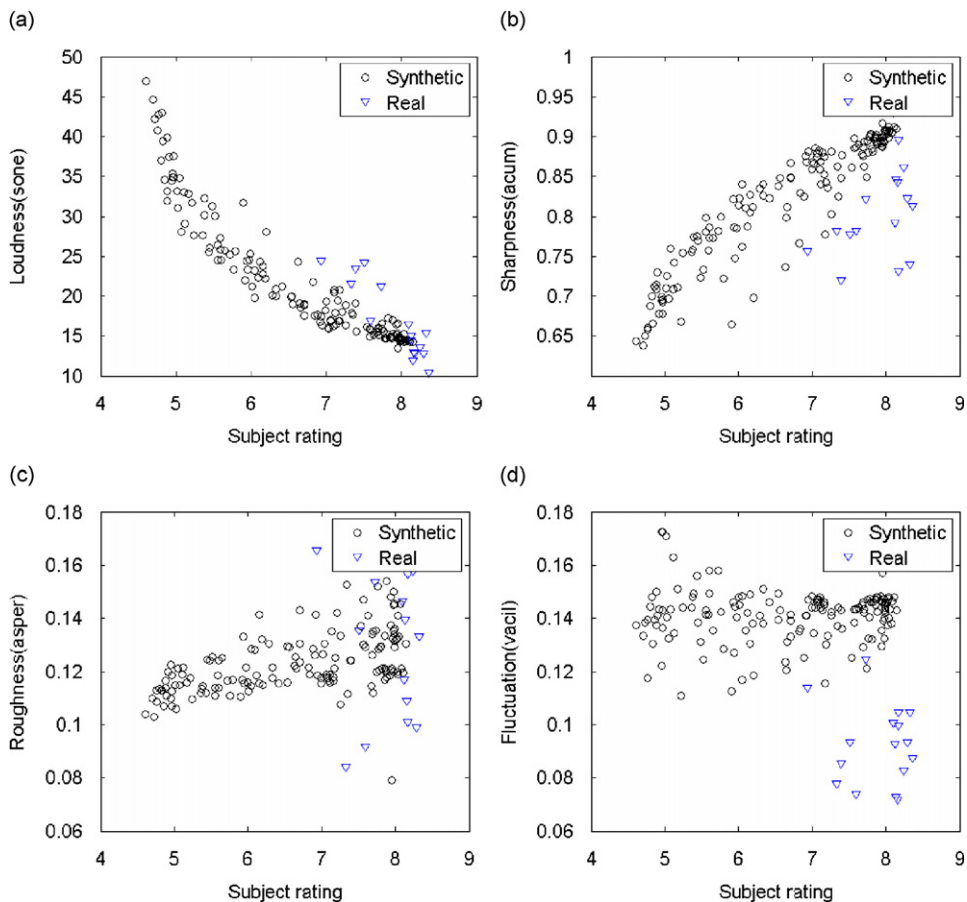 (a)
50
45
40
35
30
25
20
15
10
Loudness(sone)
Synthetic
Real
4 5 6 7 8 9
Subject rating
(b)
1
0.95
0.9
0.85
0.8
0.75
0.7
0.65
Sharpness(acum)
Synthetic
Real
4 5 6 7 8 9
Subject rating
(c)
0.18
0.16
0.14
0.12
0.1
0.08
0.06
Roughness(asper)
Synthetic
Real
4 5 6 7 8 9
Subject rating
(d)
0.18
0.16
0.14
0.12
0.1
0.08
0.06
Fluctuation(vacil)
Synthetic
Real
4 5 6 7 8 9
Subject rating